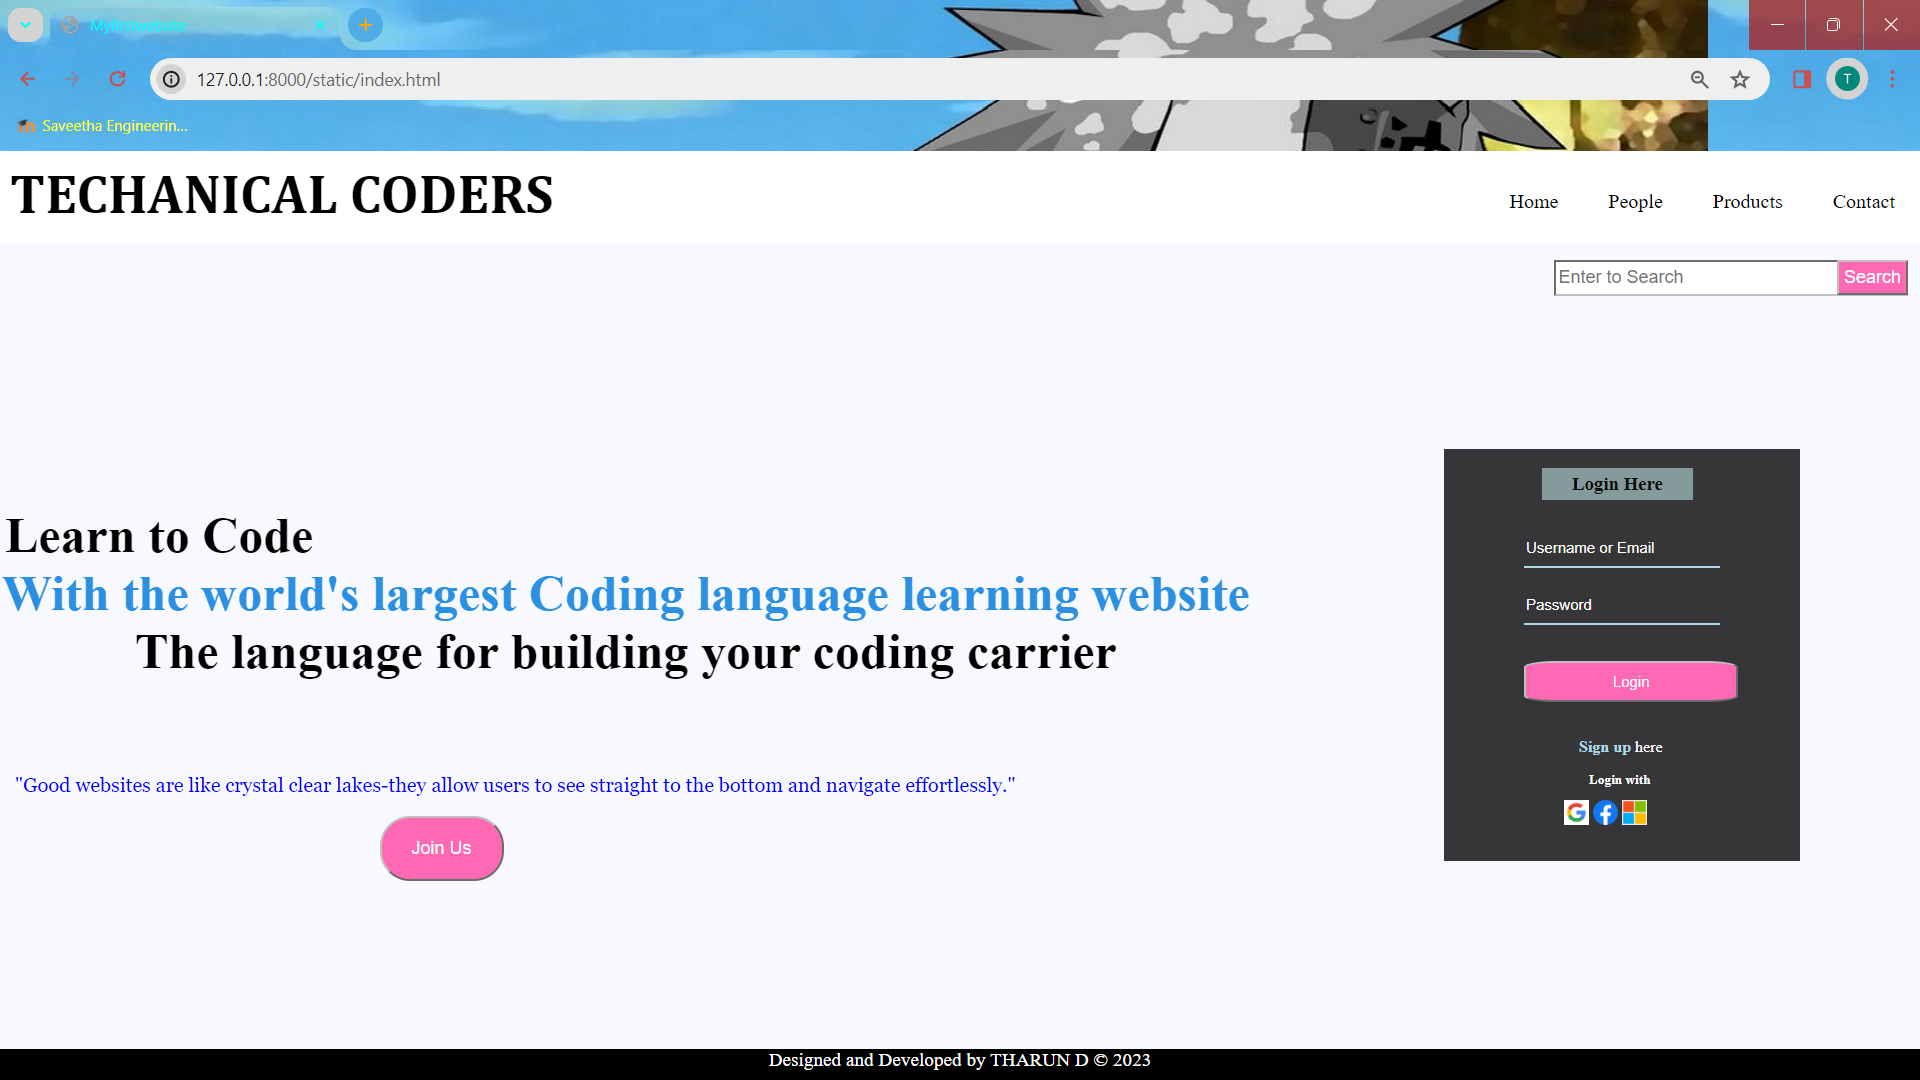 Myfirstwebsite
127.0.0.1:8000/static/index.html
T
Saveetha Engineerin...
TECHANICAL CODERS
Home People Products Contact
Enter to Search Search
Login Here
Username or Email
Password
Login
Sign up here
Login with
Learn to Code
With the world's largest Coding language learning website
The language for building your coding carrier
"Good websites are like crystal clear lakes-they allow users to see straight to the bottom and navigate effortlessly."
Join Us
Designed and Developed by THARUN D © 2023